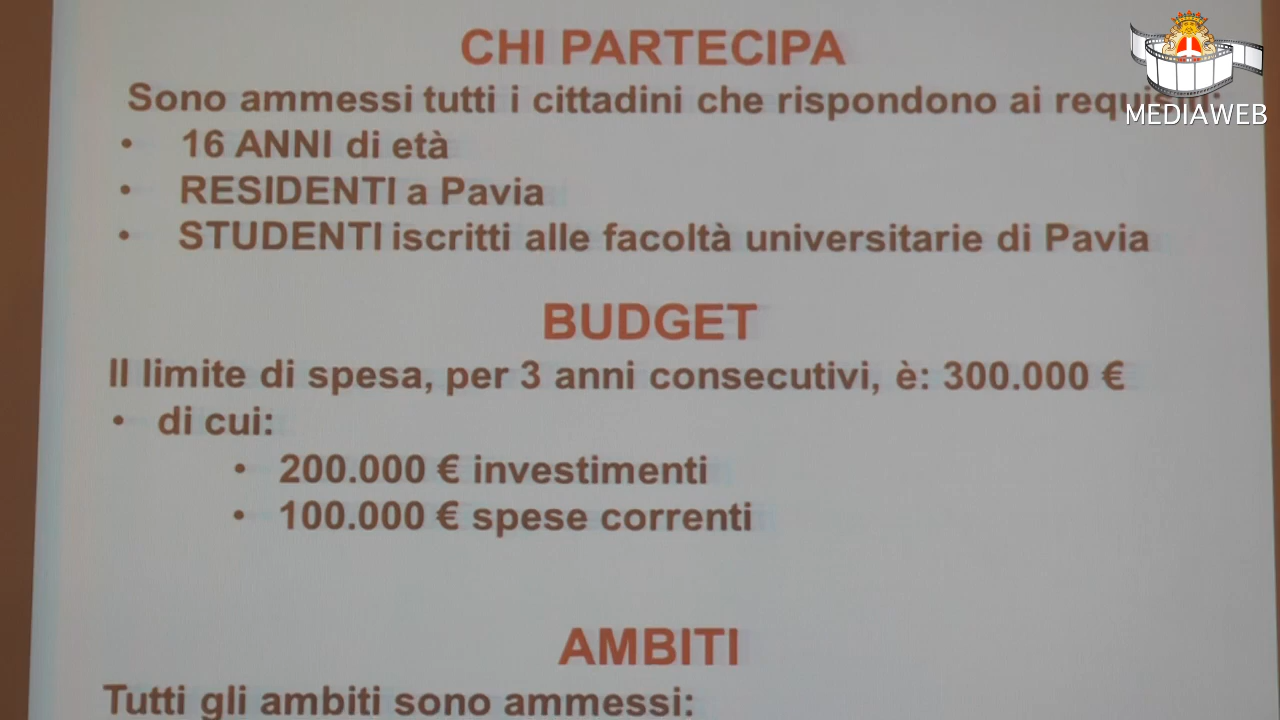 CHI PARTECIPA
Sono ammessi tutti i cittadini che rispondono ai
• 16 ANNI di età
• RESIDENTI a Pavia
• STUDENTI iscritti alle facoltà universitarie di Pavia
BUDGET
Il limite di spesa, per 3 anni consecutivi, è: 300.000 €
• di cui:
• 200.000 € investimenti
• 100.000 € spese correnti
AMBITI
Tutti gli ambiti sono ammessi:
MEDIAWEB